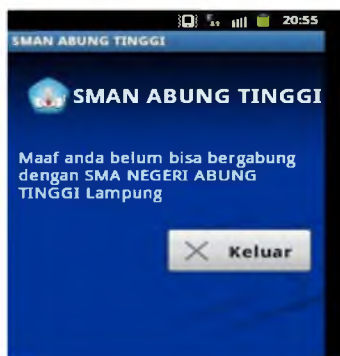 20:55
SMAN ABUNG TINGGI
SMAN ABUNG TINGGI
Maaf anda belum bisa bergabung
dengan SMA NEGERI ABUNG
TINGGI Lampung
Keluar